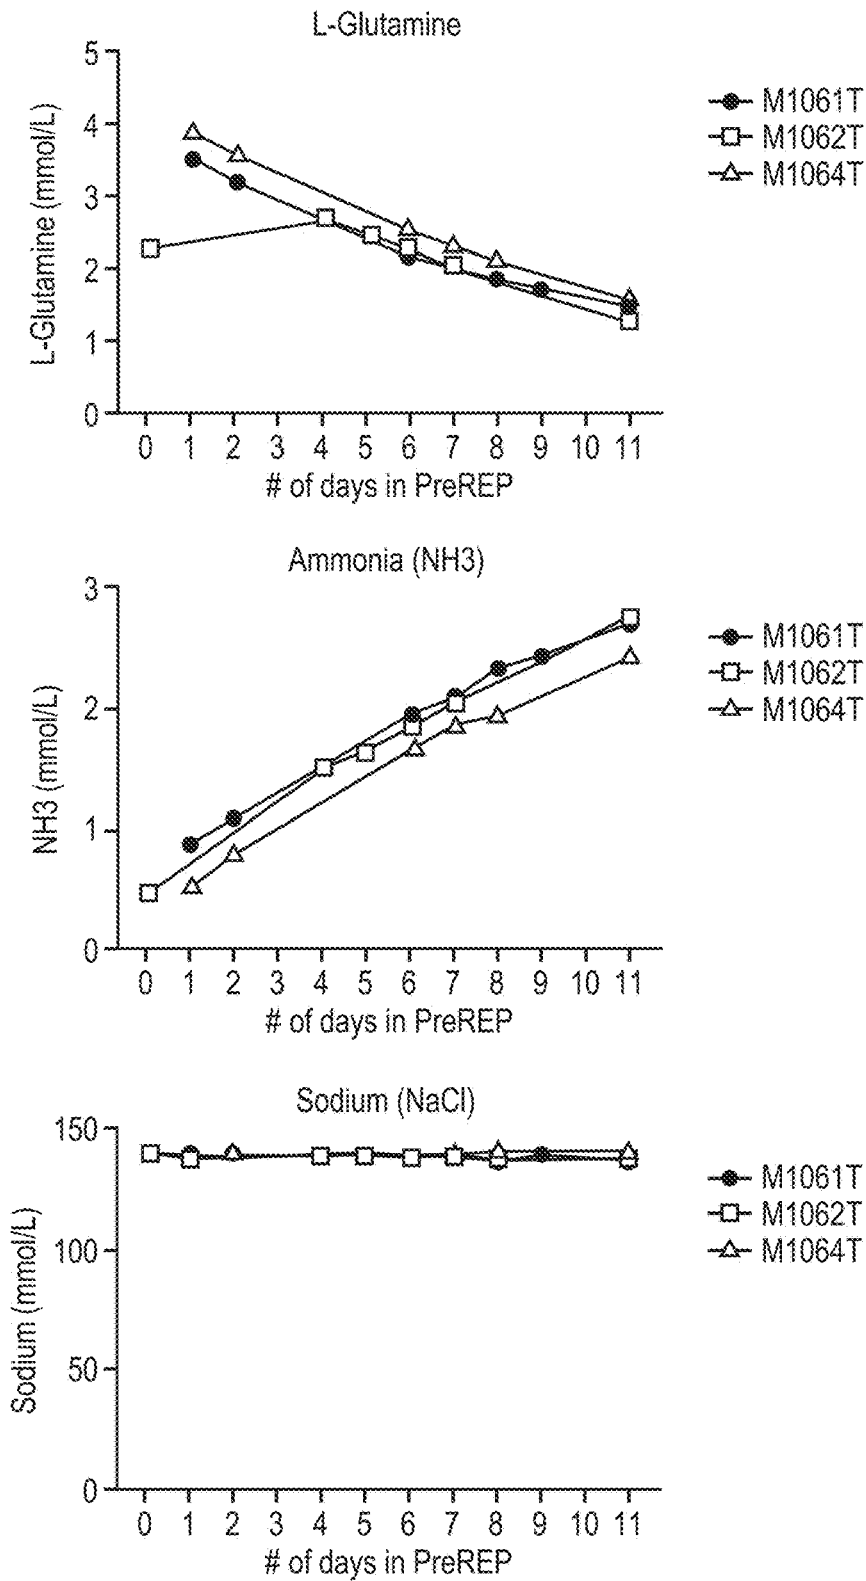 L-Glutamine
L-Glutamine (mmol/L)
5
4
3
2
1
0
0 1 2 3 4 5 6 7 8 9 10 11
# of days in PreREP
M1061T
M1062T
M1064T
Ammonia (NH3)
NH3 (mmol/L)
3
2
1
0
0 1 2 3 4 5 6 7 8 9 10 11
# of days in PreREP
M1061T
M1062T
M1064T
Sodium (NaCl)
Sodium (mmol/L)
150
100
50
0
0 1 2 3 4 5 6 7 8 9 10 11
# of days in PreREP
M1061T
M1062T
M1064T